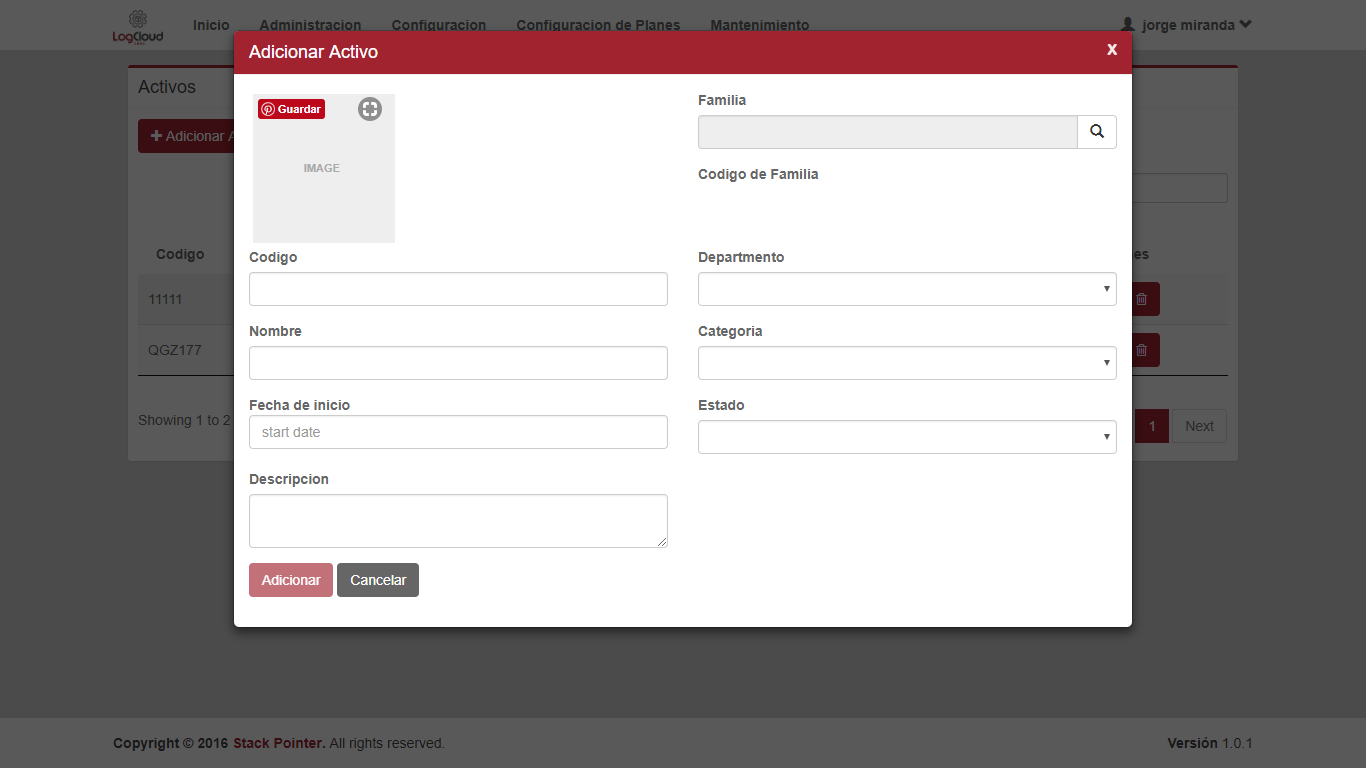 LogCloud
Inicio
Administracion
Configuracion
Configuracion de Planes
Mantenimiento
jorge miranda
Adicionar Activo
x
Activos
Adicionar A
Guardar
IMAGE
Familia
Codigo de Familia
Codigo
es
Codigo
Departmento
11111
Nombre
Categoria
QGZ177
Fecha de inicio
start date
Estado
Showing 1 to 2
1
Next
Descripcion
Adicionar
Cancelar
Copyright © 2016 Stack Pointer. All rights reserved.
Versión 1.0.1